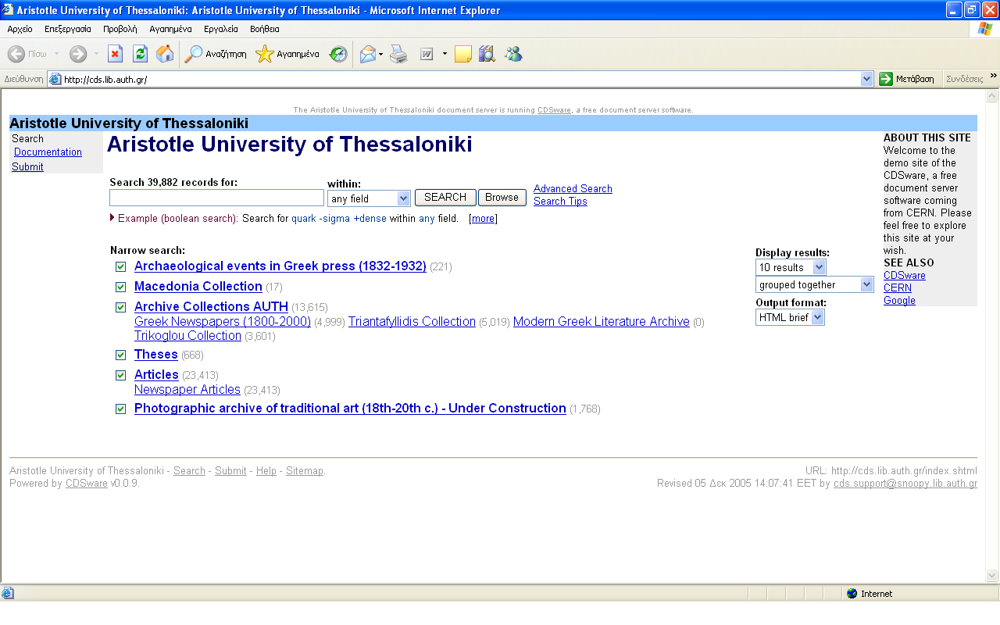 Aristotle University of Thessaloniki: Aristotle University of Thessaloniki - Microsoft Internet Explorer
Αρχείο Επεξεργασία Προβολή Αγαπημένα Εργαλεία Βοήθεια
Πίσω Αναζήτηση Αγαπημένα
Διεύθυνση http://cds.lib.auth.gr/ Μετάβαση Συνδέσεις »
The Aristotle University of Thessaloniki document server is running CDSware, a free document server software.
Aristotle University of Thessaloniki
Search
Documentation
Submit
Aristotle University of Thessaloniki
Search 39,882 records for: within:
any field SEARCH Browse Advanced Search
Search Tips
Example (boolean search): Search for quark -sigma +dense within any field. [more]
Narrow search:
Archaeological events in Greek press (1832-1932) (221)
Macedonia Collection (17)
Archive Collections AUTH (13,615)
Greek Newspapers (1800-2000) (4,999) Triantafyllidis Collection (5,019) Modern Greek Literature Archive (0)
Trikoglou Collection (3,601)
Theses (668)
Articles (23,413)
Newspaper Articles (23,413)
Photographic archive of traditional art (18th-20th c.) - Under Construction (1,768)
Display results:
10 results
grouped together
Output format:
HTML brief
ABOUT THIS SITE
Welcome to the
demo site of the
CDSware, a free
document server
software coming
from CERN. Please
feel free to explore
this site at your
wish.
SEE ALSO
CDSware
CERN
Google
Aristotle University of Thessaloniki - Search - Submit - Help - Sitemap. URL: http://cds.lib.auth.gr/index.shtml
Powered by CDSware v0.0.9. Revised 05 Δεκ 2005 14:07:41 EET by cds.support@snoopy.lib.auth.gr
Internet